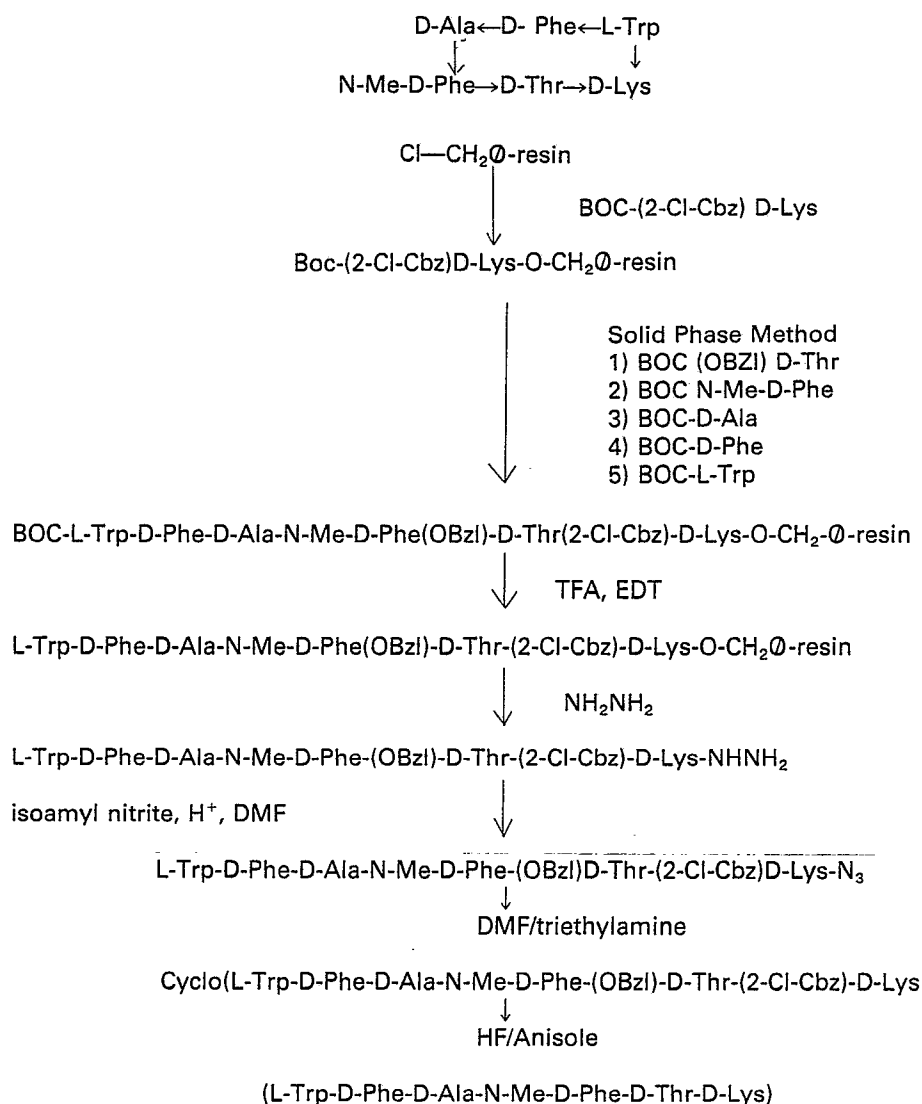 D-Ala←D- Phe←L-Trp
↓ ↓
N-Me-D-Phe→D-Thr→D-Lys
Cl—CH₂Ø-resin
BOC-(2-Cl-Cbz) D-Lys
Boc-(2-Cl-Cbz)D-Lys-O-CH₂Ø-resin
Solid Phase Method
1) BOC (OBZl) D-Thr
2) BOC N-Me-D-Phe
3) BOC-D-Ala
4) BOC-D-Phe
5) BOC-L-Trp
BOC-L-Trp-D-Phe-D-Ala-N-Me-D-Phe(OBzl)-D-Thr(2-Cl-Cbz)-D-Lys-O-CH₂-Ø-resin
TFA, EDT
L-Trp-D-Phe-D-Ala-N-Me-D-Phe(OBzl)-D-Thr-(2-Cl-Cbz)-D-Lys-O-CH₂Ø-resin
NH₂NH₂
L-Trp-D-Phe-D-Ala-N-Me-D-Phe-(OBzl)-D-Thr-(2-Cl-Cbz)-D-Lys-NHNH₂
isoamyl nitrite, H⁺, DMF
L-Trp-D-Phe-D-Ala-N-Me-D-Phe-(OBzl)D-Thr-(2-Cl-Cbz)D-Lys-N₃
DMF/triethylamine
Cyclo(L-Trp-D-Phe-D-Ala-N-Me-D-Phe-(OBzl)-D-Thr-(2-Cl-Cbz)-D-Lys
HF/Anisole
(L-Trp-D-Phe-D-Ala-N-Me-D-Phe-D-Thr-D-Lys)